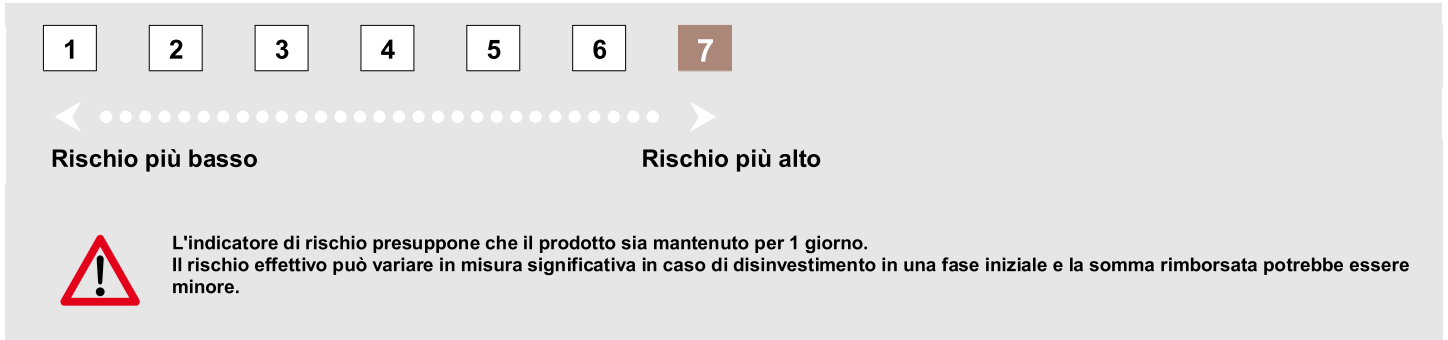 1 2 3 4 5 6 7
Rischio più basso Rischio più alto
L'indicatore di rischio presuppone che il prodotto sia mantenuto per 1 giorno.
Il rischio effettivo può variare in misura significativa in caso di disinvestimento in una fase iniziale e la somma rimborsata potrebbe essere
minore.